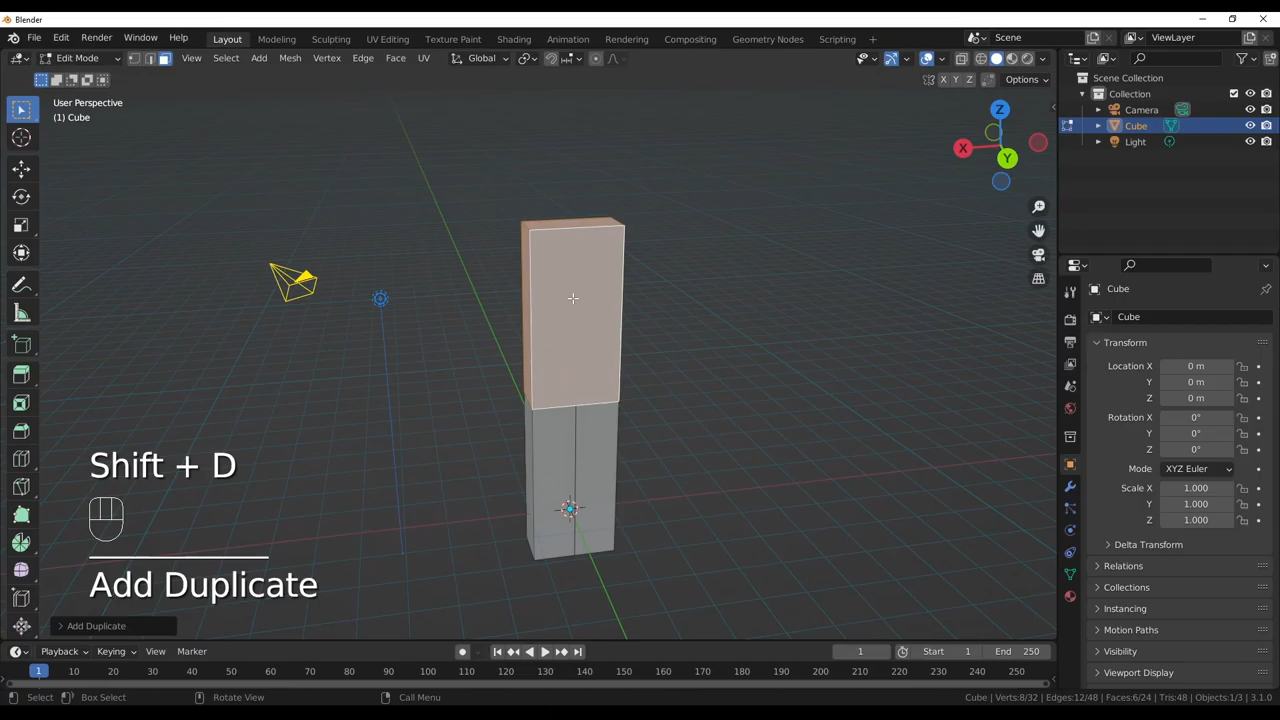 Blender
File Edit Render Window Help Layout Modeling Sculpting UV Editing Texture Paint Shading Animation Rendering Compositing Geometry Nodes Scripting Scene ViewLayer
Edit Mode View Select Add Mesh Vertex Edge Face UV Global
X Y Z Options
User Perspective
(1) Cube
Z
X
Y
Scene Collection
Collection
Camera
Cube
Light
Cube
Cube
Transform
Location X 0 m
Y 0 m
Z 0 m
Rotation X 0°
Y 0°
Z 0°
Mode XYZ Euler
Scale X 1.000
Y 1.000
Z 1.000
Delta Transform
Relations
Collections
Instancing
Motion Paths
Visibility
Viewport Display
Shift + D
Add Duplicate
Add Duplicate
Playback Keying View Marker 1 Start 1 End 250
1 10 20 30 40 50 60 70 80 90 100 110 120 130 140 150 160 170 180 190 200 210 220 230 240 250
Select Box Select Rotate View Call Menu Cube | Verts:8/32 | Edges:12/48 | Faces:6/24 | Tris:48 | Objects:1/3 | 3.1.0